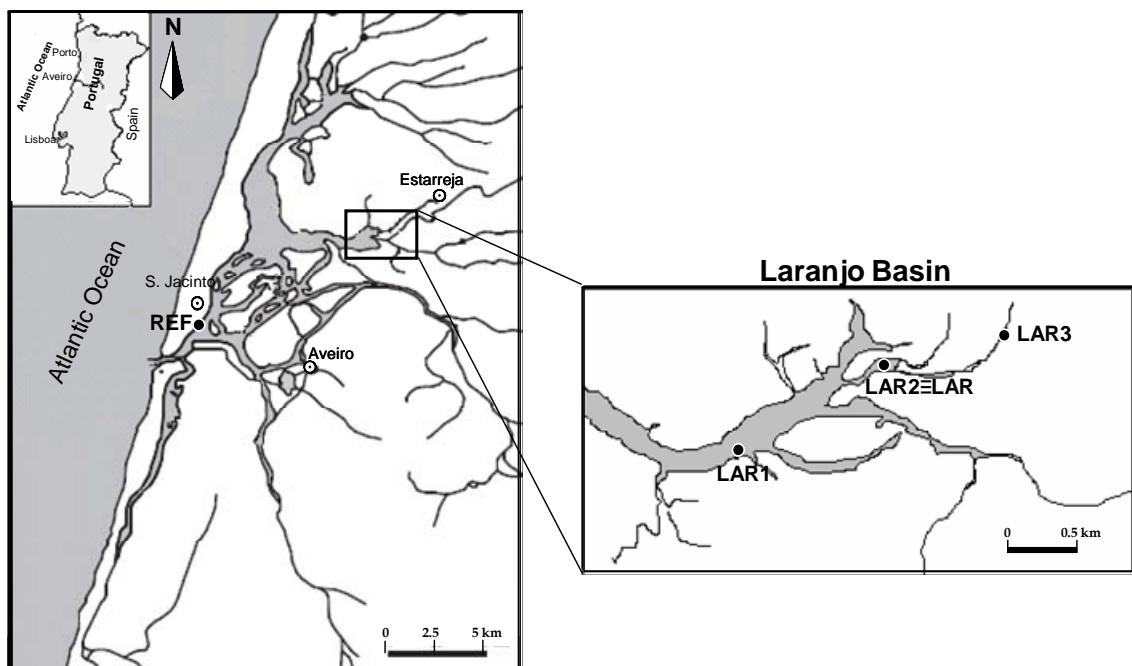 Atlantic Ocean
Porto
Aveiro
Portugal
Spain
Lisboa
N
Estarreja
Atlantic Ocean
S. Jacinto
REF
Aveiro
0 2.5 5 km
Laranjo Basin
LAR3
LAR2≡LAR
LAR1
0 0.5 km